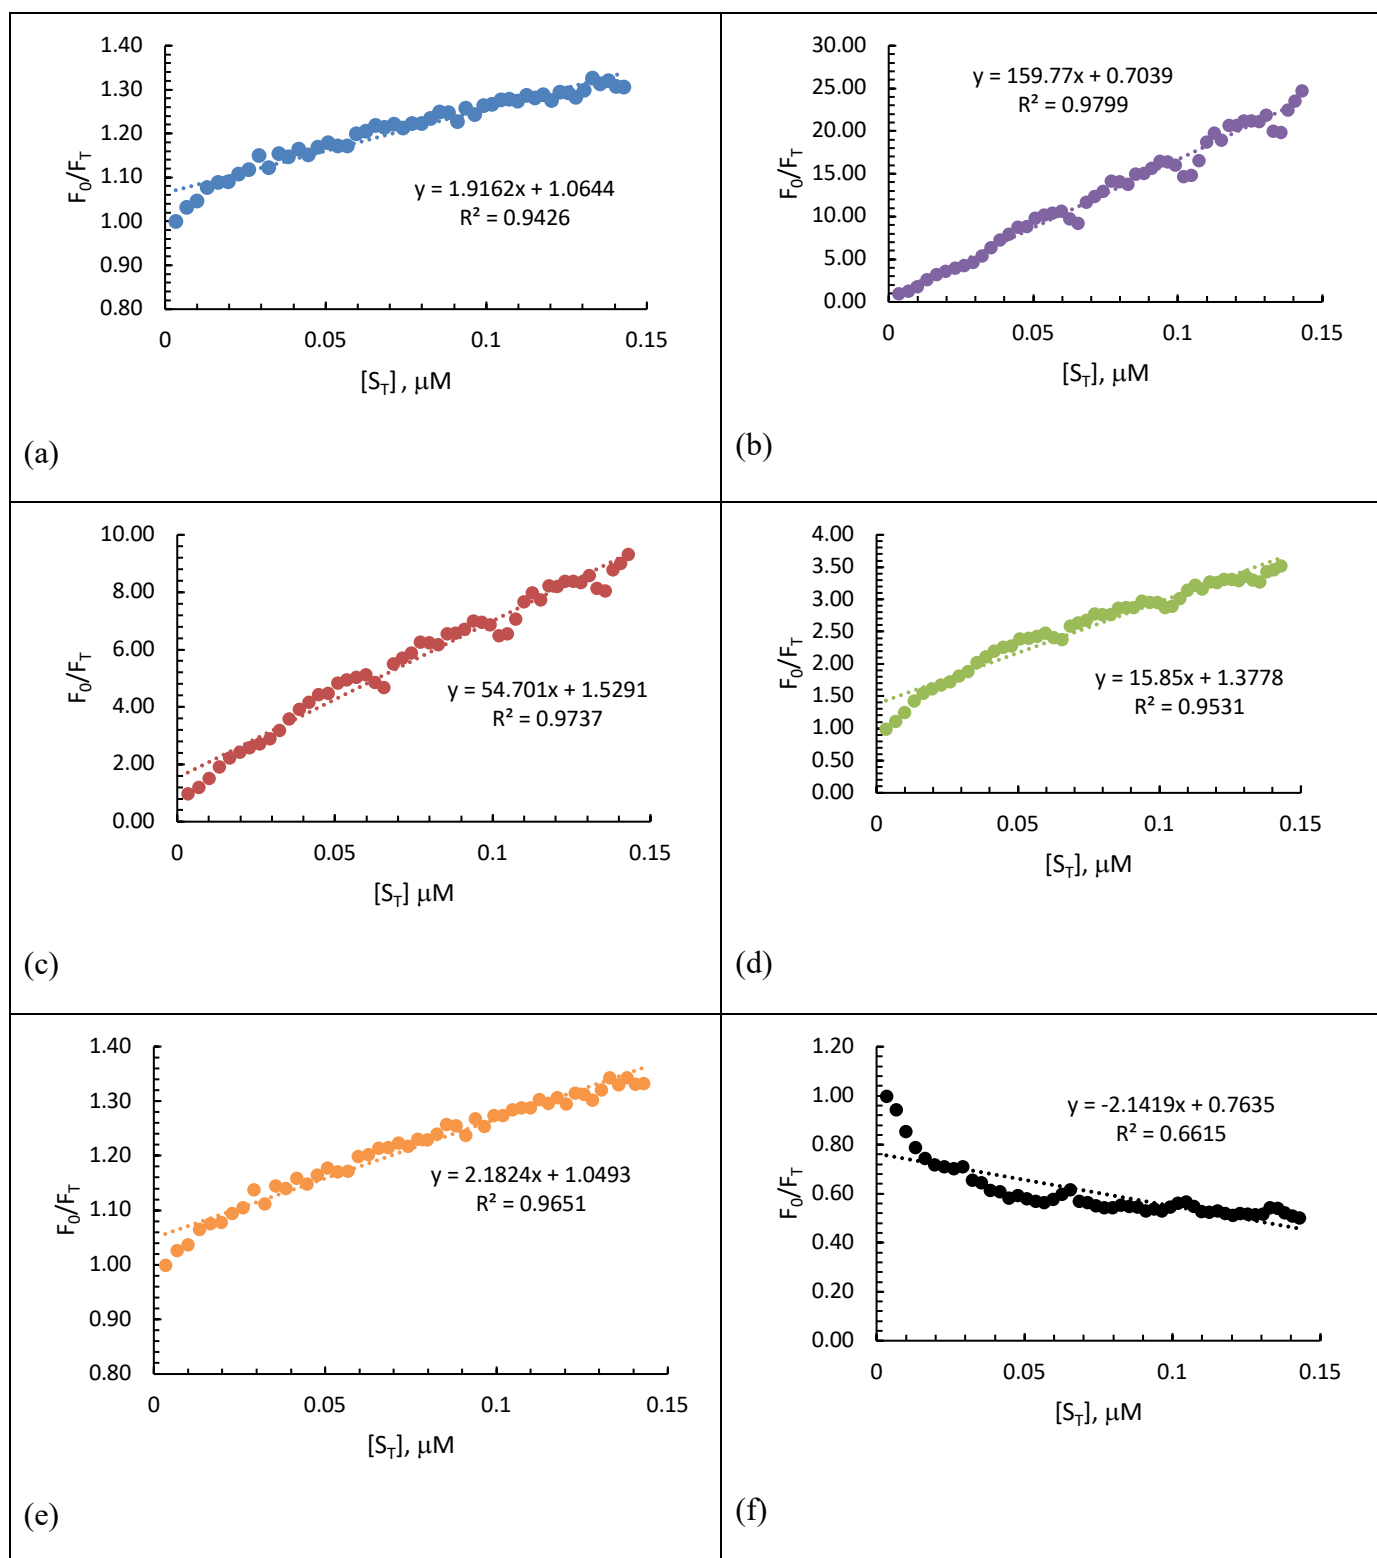 1.40
1.30
1.20
1.10
1.00
0.90
0.80
F0/FT
y = 1.9162x + 1.0644
R² = 0.9426
0 0.05 0.1 0.15
[ST] , μM
(a)
30.00
25.00
20.00
15.00
10.00
5.00
0.00
F0/FT
y = 159.77x + 0.7039
R² = 0.9799
0 0.05 0.1 0.15
[ST], μM
(b)
10.00
8.00
6.00
4.00
2.00
0.00
F0/FT
y = 54.701x + 1.5291
R² = 0.9737
0 0.05 0.1 0.15
[ST] μM
(c)
4.00
3.50
3.00
2.50
2.00
1.50
1.00
0.50
0.00
F0/FT
y = 15.85x + 1.3778
R² = 0.9531
0 0.05 0.1 0.15
[ST], μM
(d)
1.40
1.30
1.20
1.10
1.00
0.90
0.80
F0/FT
y = 2.1824x + 1.0493
R² = 0.9651
0 0.05 0.1 0.15
[ST], μM
(e)
1.20
1.00
0.80
0.60
0.40
0.20
0.00
F0/FT
y = -2.1419x + 0.7635
R² = 0.6615
0 0.05 0.1 0.15
[ST], μM
(f)